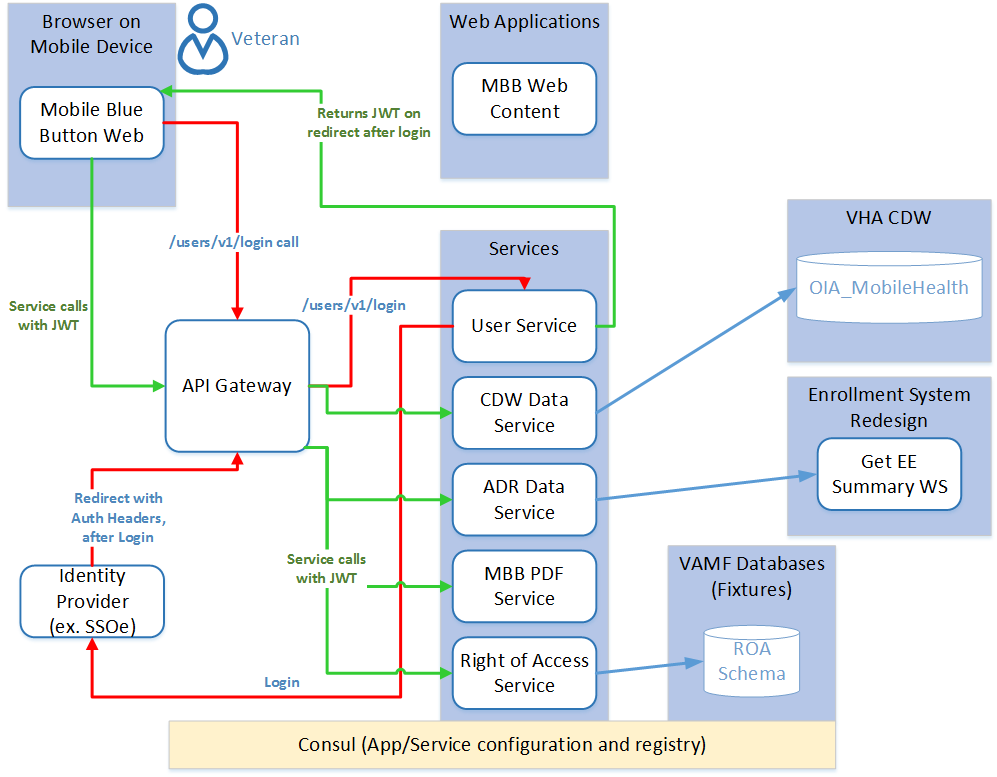 Browser on
Mobile Device
Veteran
Web Applications
Mobile Blue
Button Web
MBB Web
Content
Returns JWT on
redirect after login
/users/v1/login call
Services
VHA CDW
OIA_MobileHealth
Service calls
with JWT
/users/v1/login
User Service
API Gateway
CDW Data
Service
Enrollment System
Redesign
Get EE
Summary WS
ADR Data
Service
Redirect with
Auth Headers,
after Login
Service calls
with JWT
MBB PDF
Service
VAMF Databases
(Fixtures)
Identity
Provider
(ex. SSOe)
ROA
Schema
Right of Access
Service
Login
Consul (App/Service configuration and registry)